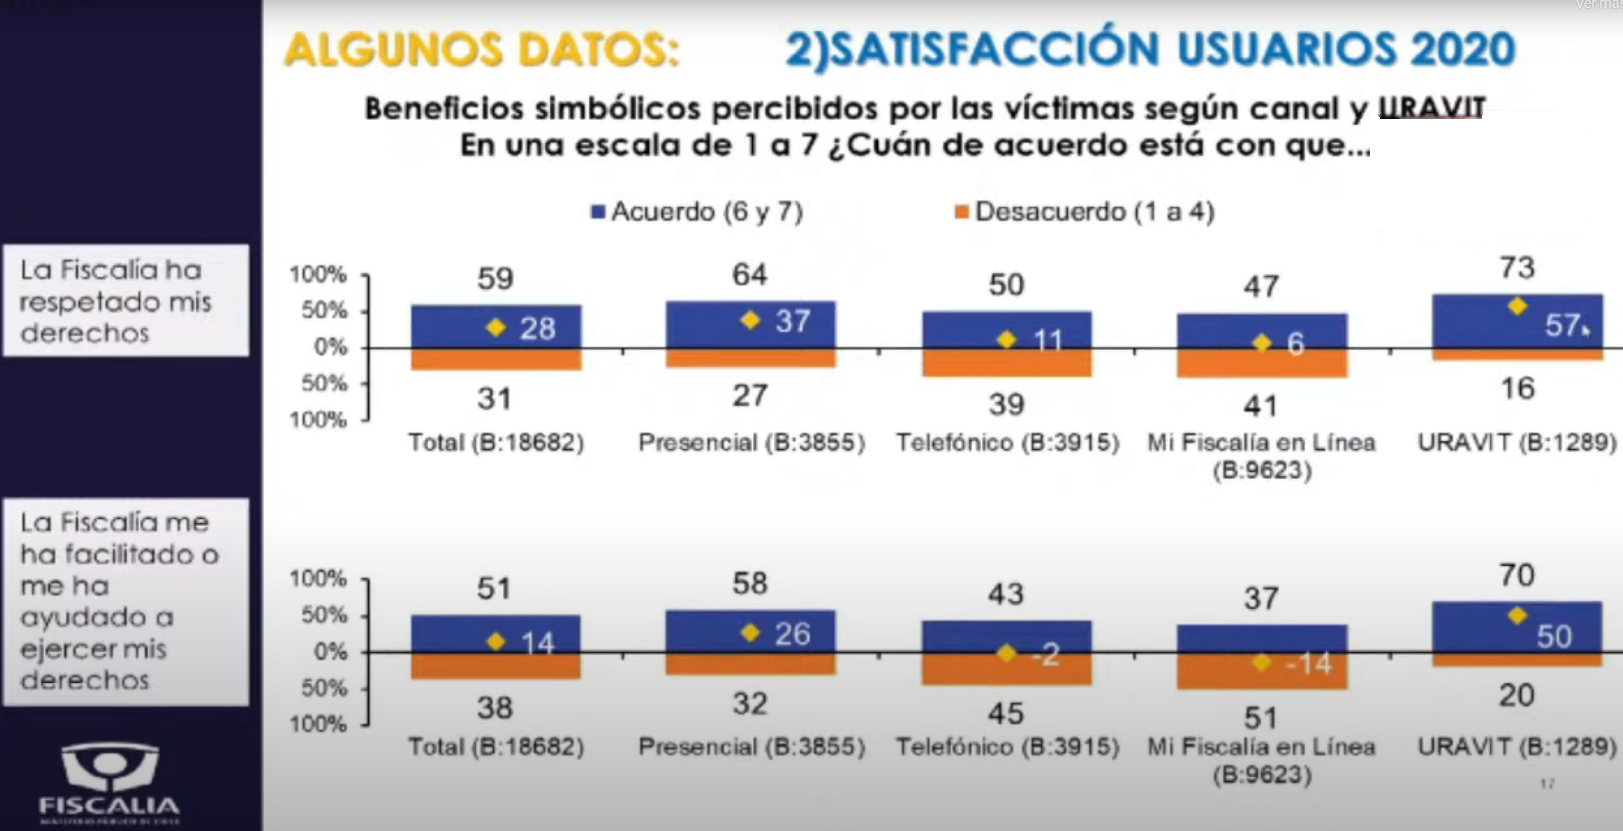 Ver más
ALGUNOS DATOS: 2)SATISFACCIÓN USUARIOS 2020
Beneficios simbólicos percibidos por las víctimas según canal y URAVIT
En una escala de 1 a 7 ¿Cuán de acuerdo está con que...
Acuerdo (6 y 7) Desacuerdo (1 a 4)
La Fiscalía ha
respetado mis
derechos
100%
50%
0%
50%
100%
59 64 50 47 73
28 37 11 6 57
31 27 39 41 16
Total (B:18682) Presencial (B:3855) Telefónico (B:3915) Mi Fiscalía en Línea URAVIT (B:1289)
(B:9623)
La Fiscalía me
ha facilitado o
me ha
ayudado a
ejercer mis
derechos
100%
50%
0%
50%
100%
51 58 43 37 70
14 26 -2 -14 50
38 32 45 51 20
Total (B:18682) Presencial (B:3855) Telefónico (B:3915) Mi Fiscalía en Línea URAVIT (B:1289)
(B:9623)
17
FISCALIA